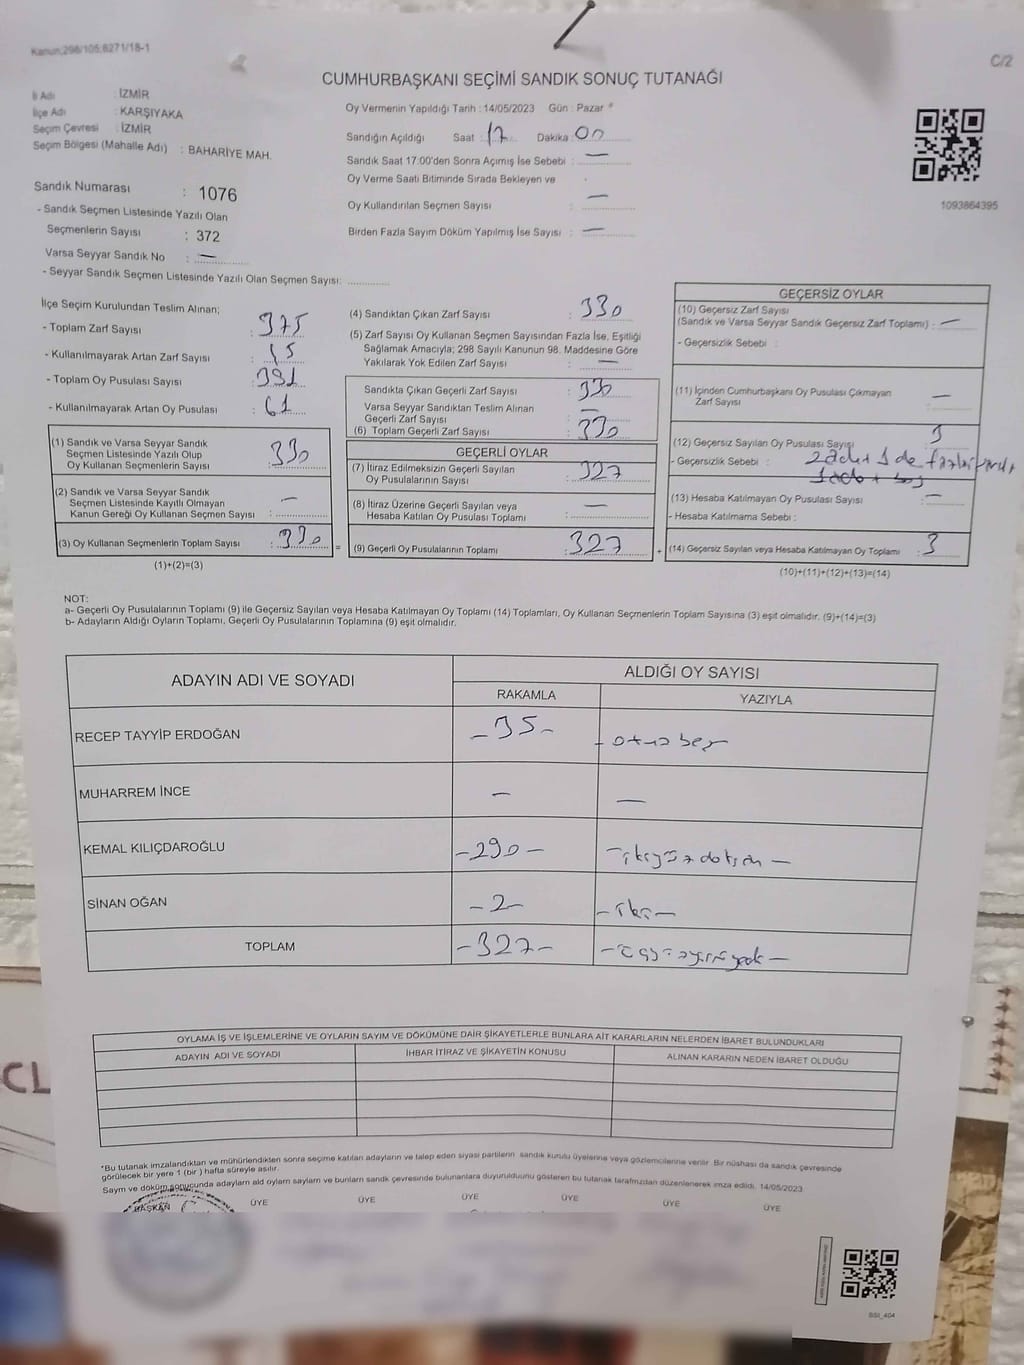 Kanun;298/105;6271/18-1
C/2
CUMHURBAŞKANI SEÇİMİ SANDIK SONUÇ TUTANAĞI
İl Adı : İZMİR
İlçe Adı : KARŞIYAKA
Seçim Çevresi : İZMİR
Seçim Bölgesi (Mahalle Adı) : BAHARİYE MAH.
Oy Vermenin Yapıldığı Tarih : 14/05/2023 Gün : Pazar *
Sandığın Açıldığı Saat : 17 Dakika : 00
Sandık Saat 17:00'den Sonra Açımış İse Sebebi : —
Oy Verme Saati Bitiminde Sırada Bekleyen ve
Oy Kullandırılan Seçmen Sayısı : —
Birden Fazla Sayım Döküm Yapılmış İse Sayısı : —
1093864395
Sandık Numarası : 1076
- Sandık Seçmen Listesinde Yazılı Olan
Seçmenlerin Sayısı : 372
Varsa Seyyar Sandık No : —
- Seyyar Sandık Seçmen Listesinde Yazılı Olan Seçmen Sayısı:
İlçe Seçim Kurulundan Teslim Alınan;
- Toplam Zarf Sayısı : 375
- Kullanılmayarak Artan Zarf Sayısı : 45
- Toplam Oy Pusulası Sayısı : 391
- Kullanılmayarak Artan Oy Pusulası : 61
(1) Sandık ve Varsa Seyyar Sandık
Seçmen Listesinde Yazılı Olup
Oy Kullanan Seçmenlerin Sayısı : 330
(2) Sandık ve Varsa Seyyar Sandık
Seçmen Listesinde Kayıtlı Olmayan
Kanun Gereği Oy Kullanan Seçmen Sayısı : —
(3) Oy Kullanan Seçmenlerin Toplam Sayısı : 330
(1)+(2)=(3)
(4) Sandıktan Çıkan Zarf Sayısı : 330
(5) Zarf Sayısı Oy Kullanan Seçmen Sayısından Fazla İse, Eşitliği
Sağlamak Amacıyla; 298 Sayılı Kanunun 98. Maddesine Göre
Yakılarak Yok Edilen Zarf Sayısı : —
Sandıkta Çıkan Geçerli Zarf Sayısı : 330
Varsa Seyyar Sandıktan Teslim Alınan
Geçerli Zarf Sayısı : —
(6) Toplam Geçerli Zarf Sayısı : 330
GEÇERLİ OYLAR
(7) İtiraz Edilmeksizin Geçerli Sayılan
Oy Pusulalarının Sayısı : 327
(8) İtiraz Üzerine Geçerli Sayılan veya
Hesaba Katılan Oy Pusulası Toplamı : —
= (9) Geçerli Oy Pusulalarının Toplamı : 327
GEÇERSİZ OYLAR
(10) Geçersiz Zarf Sayısı
(Sandık ve Varsa Seyyar Sandık Geçersiz Zarf Toplamı) : —
- Geçersizlik Sebebi :
(11) İçinden Cumhurbaşkanı Oy Pusulası Çıkmayan
Zarf Sayısı : —
(12) Geçersiz Sayılan Oy Pusulası Sayısı : 3
- Geçersizlik Sebebi :
(13) Hesaba Katılmayan Oy Pusulası Sayısı : —
- Hesaba Katılmama Sebebi :
+ (14) Geçersiz Sayılan veya Hesaba Katılmayan Oy Toplamı : 3
(10)+(11)+(12)+(13)=(14)
NOT:
a- Geçerli Oy Pusulalarının Toplamı (9) ile Geçersiz Sayılan veya Hesaba Katılmayan Oy Toplamı (14) Toplamları, Oy Kullanan Seçmenlerin Toplam Sayısına (3) eşit olmalıdır. (9)+(14)=(3)
b- Adayların Aldığı Oyların Toplamı, Geçerli Oy Pusulalarının Toplamına (9) eşit olmalıdır.
ADAYIN ADI VE SOYADI
ALDIĞI OY SAYISI
RAKAMLA YAZIYLA
RECEP TAYYİP ERDOĞAN -35- - otuzbeş
MUHARREM İNCE — —
KEMAL KILIÇDAROĞLU -290- - ikiyüzdoksan -
SİNAN OĞAN -2- -iki-
TOPLAM -327- - üçyüzyirmiyedi -
OYLAMA İŞ VE İŞLEMLERİNE VE OYLARIN SAYIM VE DÖKÜMÜNE DAİR ŞİKAYETLERLE BUNLARA AİT KARARLARIN NELERDEN İBARET BULUNDUKLARI
ADAYIN ADI VE SOYADI İHBAR İTİRAZ VE ŞİKAYETİN KONUSU ALINAN KARARIN NEDEN İBARET OLDUĞU
*Bu tutanak imzalandıktan ve mühürlendikten sonra seçime katılan adayların ve talep eden siyasi partilerin sandık kurulu üyelerine veya gözlemcilerine verilir. Bir nüshası da sandık çevresinde
görülecek bir yere 1 (bir ) hafta süreyle asılır.
Sayım ve döküm sonucunda adayların aldığı oyların sayıları ve bunların sandık çevresinde bulunanlara duyurulduğunu gösteren bu tutanak tarafımızdan düzenlenerek imza edildi. 14/05/2023
BAŞKAN ÜYE ÜYE ÜYE ÜYE ÜYE ÜYE
CL